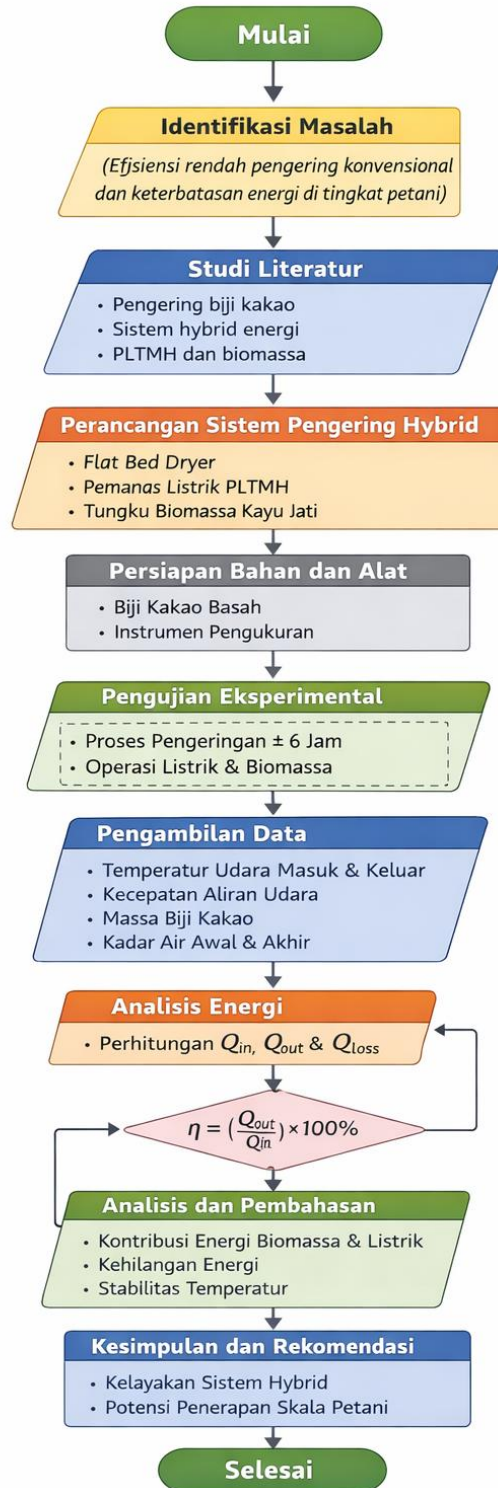 Mulai
Identifikasi Masalah
(Efjsiensi rendah pengering konvensional
dan keterbatasan energi di tingkat petani)
Studi Literatur
• Pengering biji kakao
• Sistem hybrid energi
• PLTMH dan biomassa
Perancangan Sistem Pengering Hybrid
• Flat Bed Dryer
• Pemanas Listrik PLTMH
• Tungku Biomassa Kayu Jati
Persiapan Bahan dan Alat
• Biji Kakao Basah
• Instrumen Pengukuran
Pengujian Eksperimental
• Proses Pengeringan ± 6 Jam
• Operasi Listrik & Biomassa
Pengambilan Data
• Temperatur Udara Masuk & Keluar
• Kecepatan Aliran Udara
• Massa Biji Kakao
• Kadar Air Awal & Akhir
Analisis Energi
• Perhitungan Qin, Qout & Qloss
η = (Qout/Qin) × 100%
Analisis dan Pembahasan
• Kontribusi Energi Biomassa & Listrik
• Kehilangan Energi
• Stabilitas Temperatur
Kesimpulan dan Rekomendasi
• Kelayakan Sistem Hybrid
• Potensi Penerapan Skala Petani
Selesai